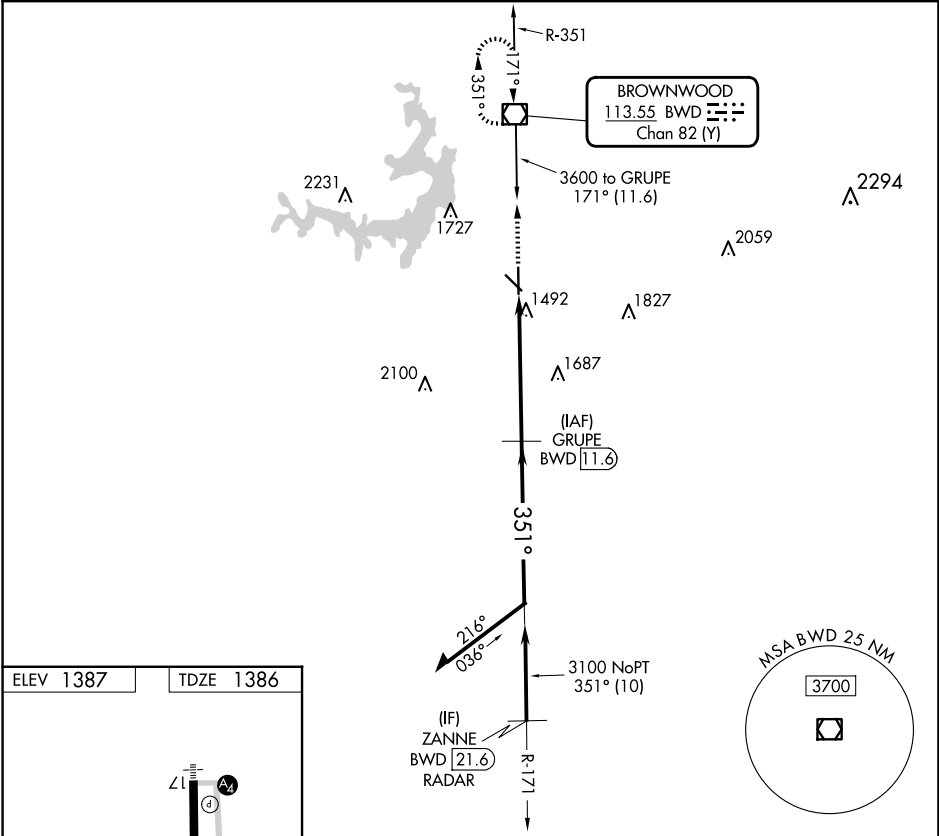 R-351
171°
351°
BROWNWOOD
113.55 BWD
Chan 82 (Y)
3600 to GRUPE
171° (11.6)
2231
1727
2294
2059
1492
1827
2100
1687
(IAF)
GRUPE
BWD 11.6
351°
216°
036°
3100 NoPT
351° (10)
(IF)
ZANNE
BWD 21.6
RADAR
R-171
MSA BWD 25 NM
3700
ELEV 1387
TDZE 1386
17
A4
P